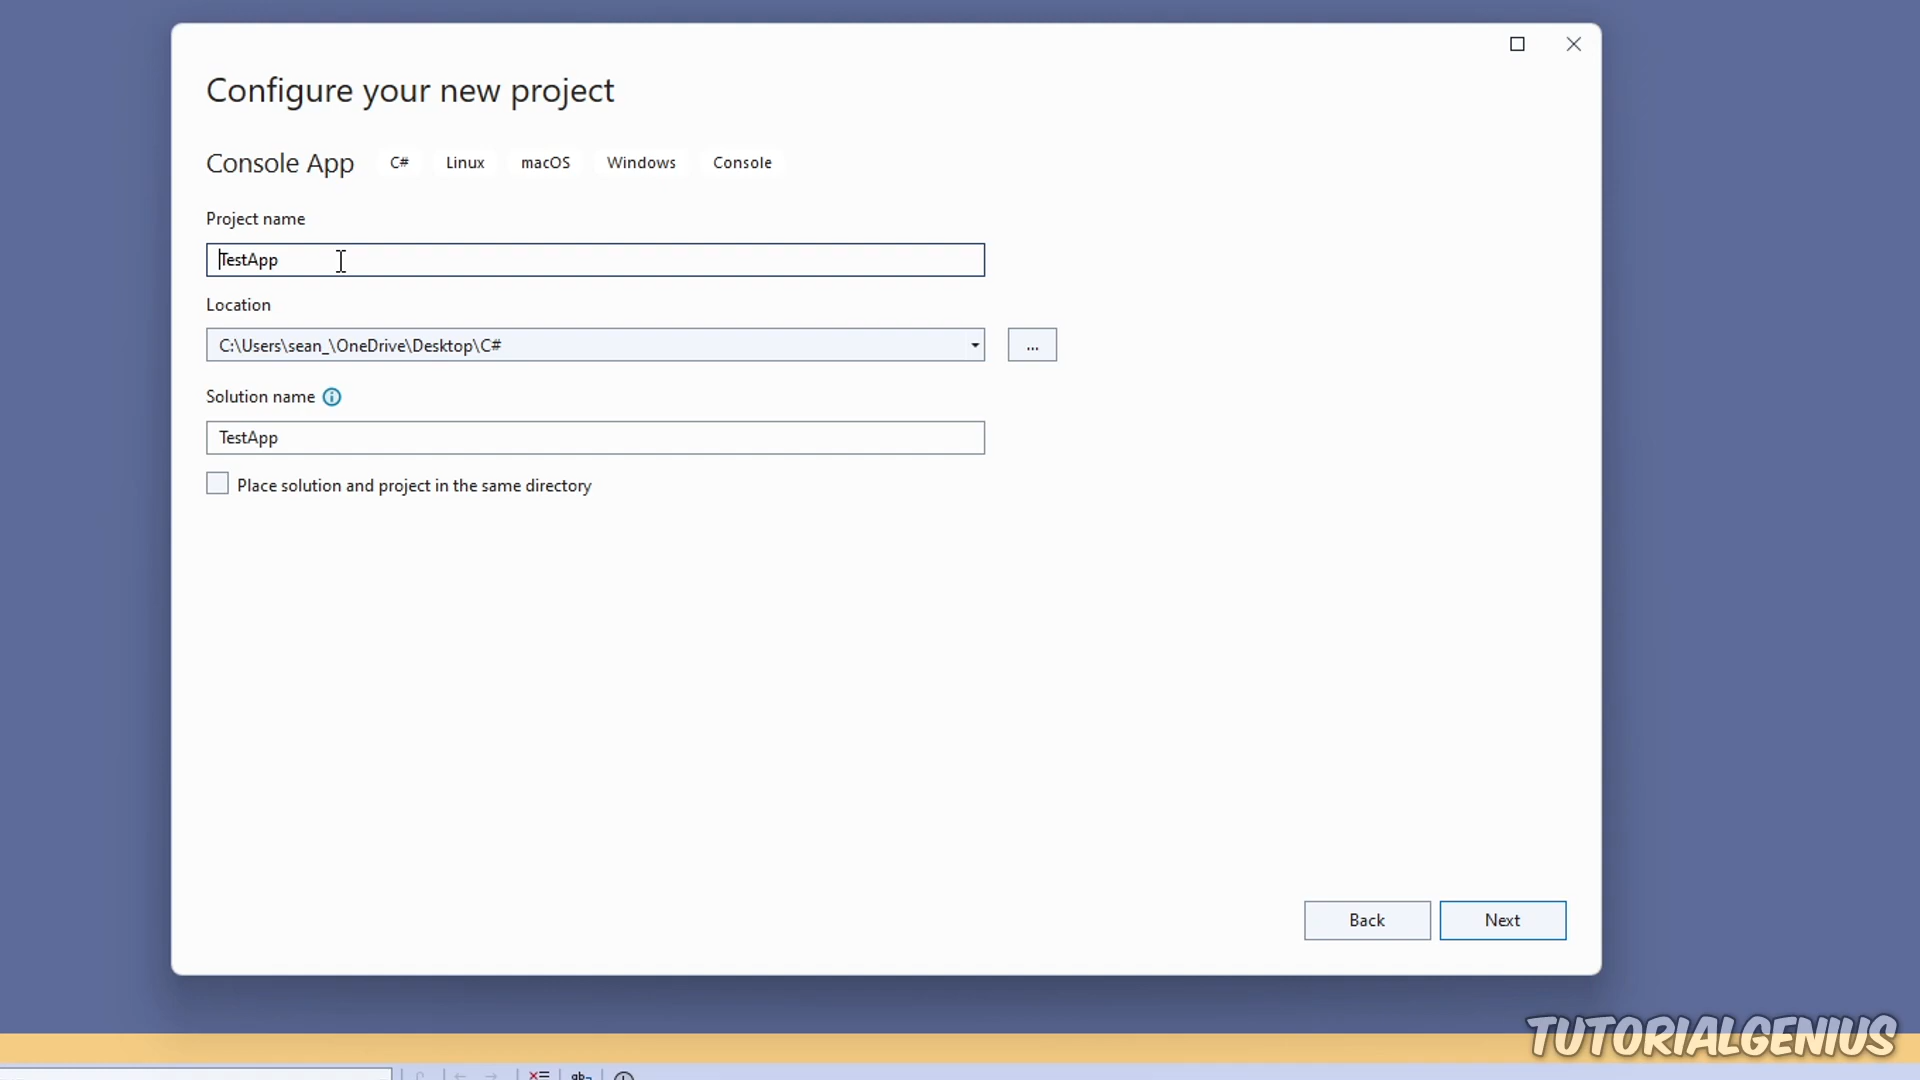 Configure your new project
Console App C# Linux macOS Windows Console
Project name
TestApp
Location
C:\Users\sean_\OneDrive\Desktop\C#
...
Solution name
TestApp
Place solution and project in the same directory
Back Next
TUTORIALGENIUS